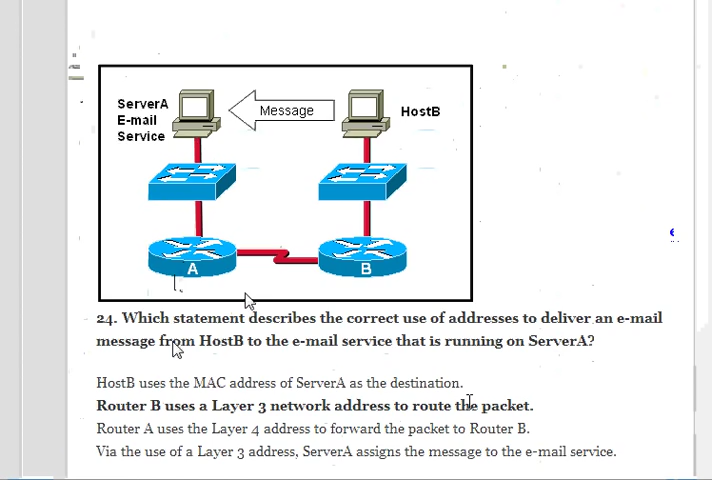 ServerA
E-mail
Service
Message
HostB
A
B
24. Which statement describes the correct use of addresses to deliver an e-mail
message from HostB to the e-mail service that is running on ServerA?
HostB uses the MAC address of ServerA as the destination.
Router B uses a Layer 3 network address to route the packet.
Router A uses the Layer 4 address to forward the packet to Router B.
Via the use of a Layer 3 address, ServerA assigns the message to the e-mail service.